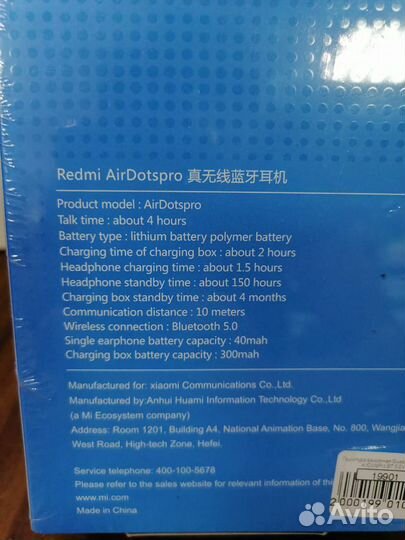 Redmi AirDotspro 真无线蓝牙耳机
Product model : AirDotspro
Talk time : about 4 hours
Battery type : lithium battery polymer battery
Charging time of charging box : about 2 hours
Headphone charging time : about 1.5 hours
Headphone standby time : about 150 hours
Charging box standby time : about 4 months
Communication distance : 10 meters
Wireless connection : Bluetooth 5.0
Single earphone battery capacity : 40mah
Charging box battery capacity : 300mah
Manufactured for: xiaomi Communications Co.,Ltd.
Manufactured by:Anhui Huami Information Technology Co.,Ltd
(a Mi Ecosystem company)
Address: Room 1201, Building A4, National Animation Base, No. 800, Wangjia
West Road, High-tech Zone, Hefei.
Service telephone: 400-100-5678
Please refer to the sales website for relevant information of this
www.mi.com
Made in China
19901
2000199010
Avito